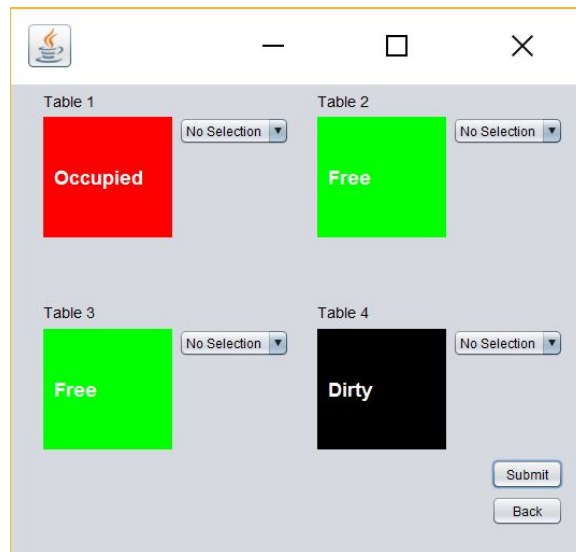 Table 1
Table 2
No Selection
No Selection
Occupied
Free
Table 3
Table 4
No Selection
No Selection
Free
Dirty
Submit
Back